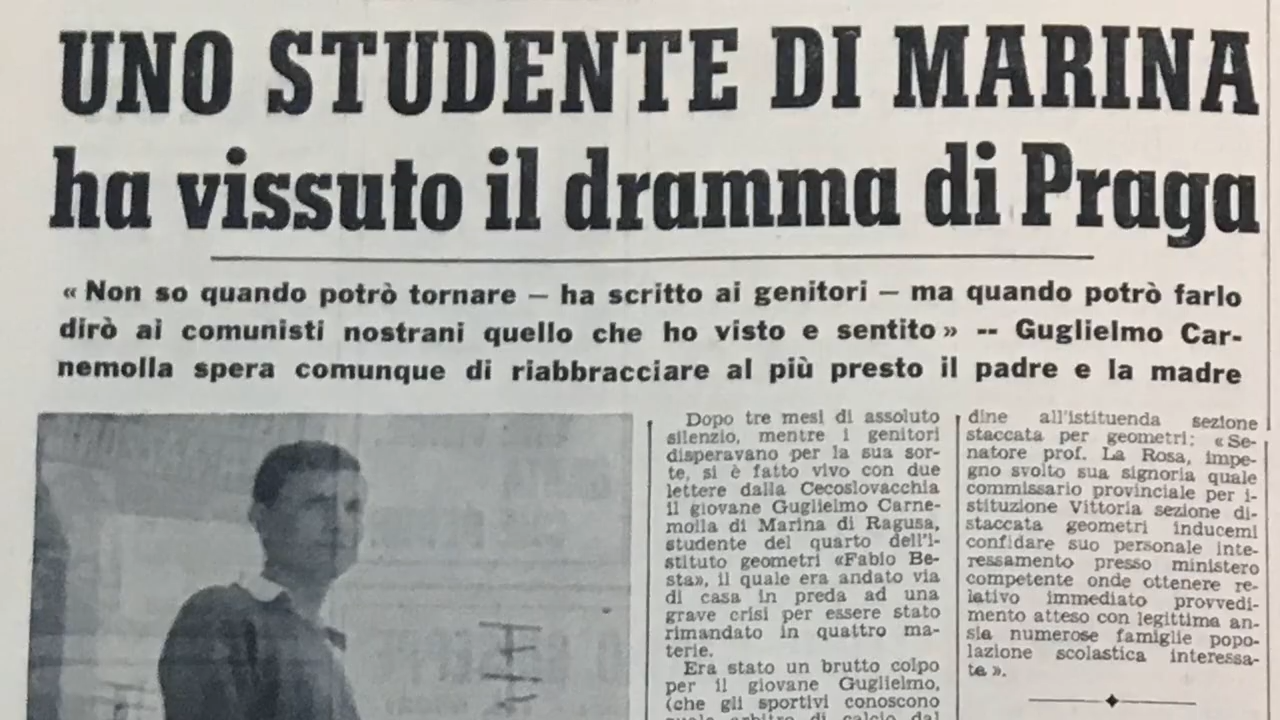 UNO STUDENTE DI MARINA
ha vissuto il dramma di Praga
« Non so quando potrò tornare — ha scritto ai genitori — ma quando potrò farlo
dirò ai comunisti nostrani quello che ho visto e sentito » -- Guglielmo Car-
nemolla spera comunque di riabbracciare al più presto il padre e la madre
Dopo tre mesi di assoluto
silenzio, mentre i genitori
disperavano per la sua sor-
te, si è fatto vivo con due
lettere dalla Cecoslovacchia
il giovane Guglielmo Carne-
molla di Marina di Ragusa,
studente del quarto dell'i-
stituto geometri «Fabio Be-
sta», il quale era andato via
di casa in preda ad una
grave crisi per essere stato
rimandato in quattro ma-
terie.
Era stato un brutto colpo
per il giovane Guglielmo,
(che gli sportivi conoscono
quale arbitro di calcio dal
dine all'istituenda sezione
staccata per geometri: «Se-
natore prof. La Rosa, impe-
gno svolto sua signoria quale
commissario provinciale per i-
stituzione Vittoria sezione di-
staccata geometri inducemi
confidare suo personale inte-
ressamento presso ministero
competente onde ottenere re-
lativo immediato provvedi-
mento atteso con legittima an-
sia numerose famiglie popo-
lazione scolastica interessa-
te ».